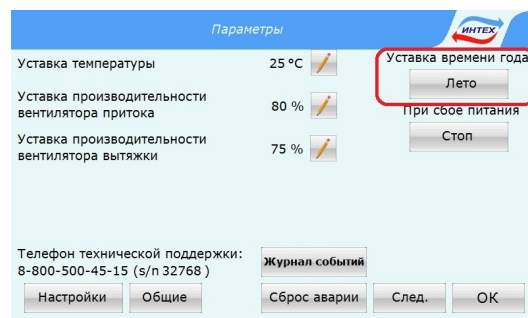 Параметры
ИНТЕХ
Уставка температуры
25 °C
Уставка времени года
Лето
Уставка производительности
вентилятора притока
80 %
При сбое питания
Стоп
Уставка производительности
вентилятора вытяжки
75 %
Телефон технической поддержки:
8-800-500-45-15 (s/n 32768 )
Журнал событий
Настройки
Общие
Сброс аварии
След.
OK